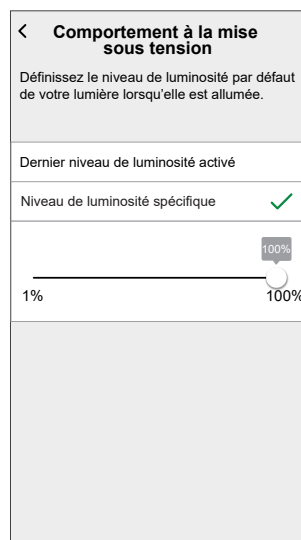 Comportement à la mise
sous tension
Définissez le niveau de luminosité par défaut
de votre lumière lorsqu'elle est allumée.
Dernier niveau de luminosité activé
Niveau de luminosité spécifique
100%
1%
100%